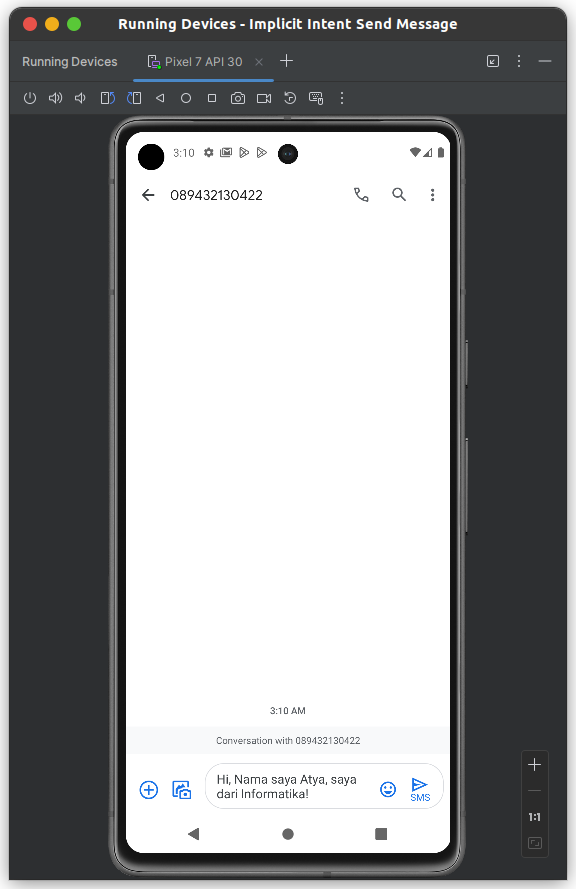 Running Devices - Implicit Intent Send Message
Running Devices
Pixel 7 API 30
3:10
089432130422
3:10 AM
Conversation with 089432130422
Hi, Nama saya Atya, saya
dari Informatika!
SMS
1:1